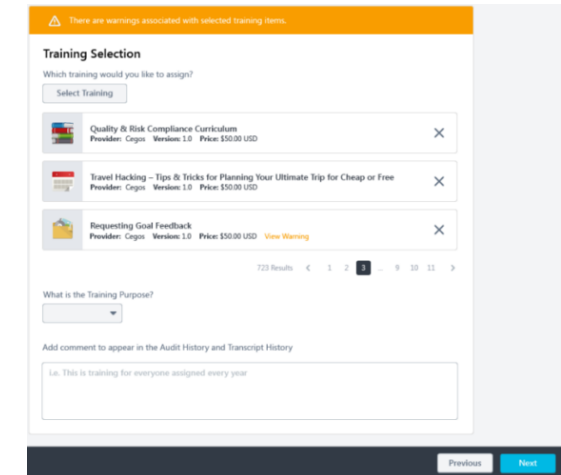 There are warnings associated with selected training items.
Training Selection
Which training would you like to assign?
Select Training
Quality & Risk Compliance Curriculum
Provider: Cegos Version: 1.0 Price: $50.00 USD
Travel Hacking – Tips & Tricks for Planning Your Ultimate Trip for Cheap or Free
Provider: Cegos Version: 1.0 Price: $50.00 USD
Requesting Goal Feedback
Provider: Cegos Version: 1.0 Price: $50.00 USD View Warning
723 Results < 1 2 3 ... 9 10 11 >
What is the Training Purpose?
Add comment to appear in the Audit History and Transcript History
i.e. This is training for everyone assigned every year
Previous Next